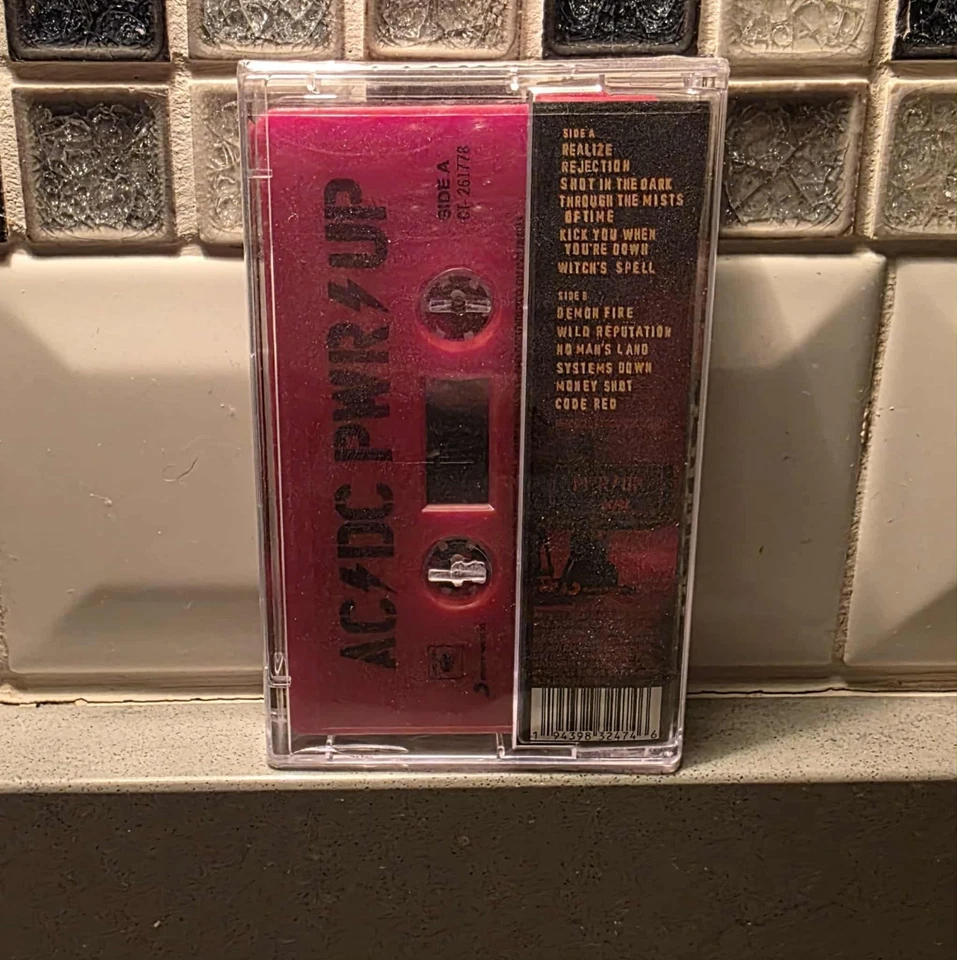 AC⚡DC PWR⚡UP
SIDE A
CT- 261778
SIDE A
REALIZE
REJECTION
SHOT IN THE DARK
THROUGH THE MISTS
OF TIME
KICK YOU WHEN
YOU'RE DOWN
WITCH'S SPELL
SIDE B
DEMON FIRE
WILD REPUTATION
NO MAN'S LAND
SYSTEMS DOWN
MONEY SHOT
CODE RED
1 94398 32474 6